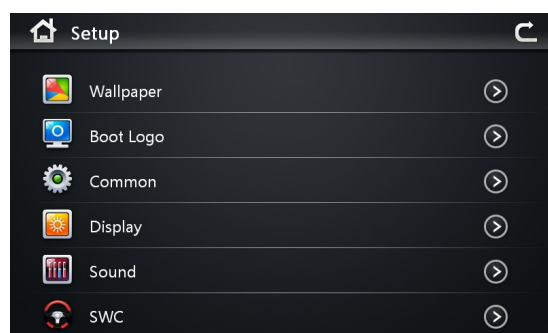 Setup
Wallpaper
Boot Logo
Common
Display
Sound
SWC